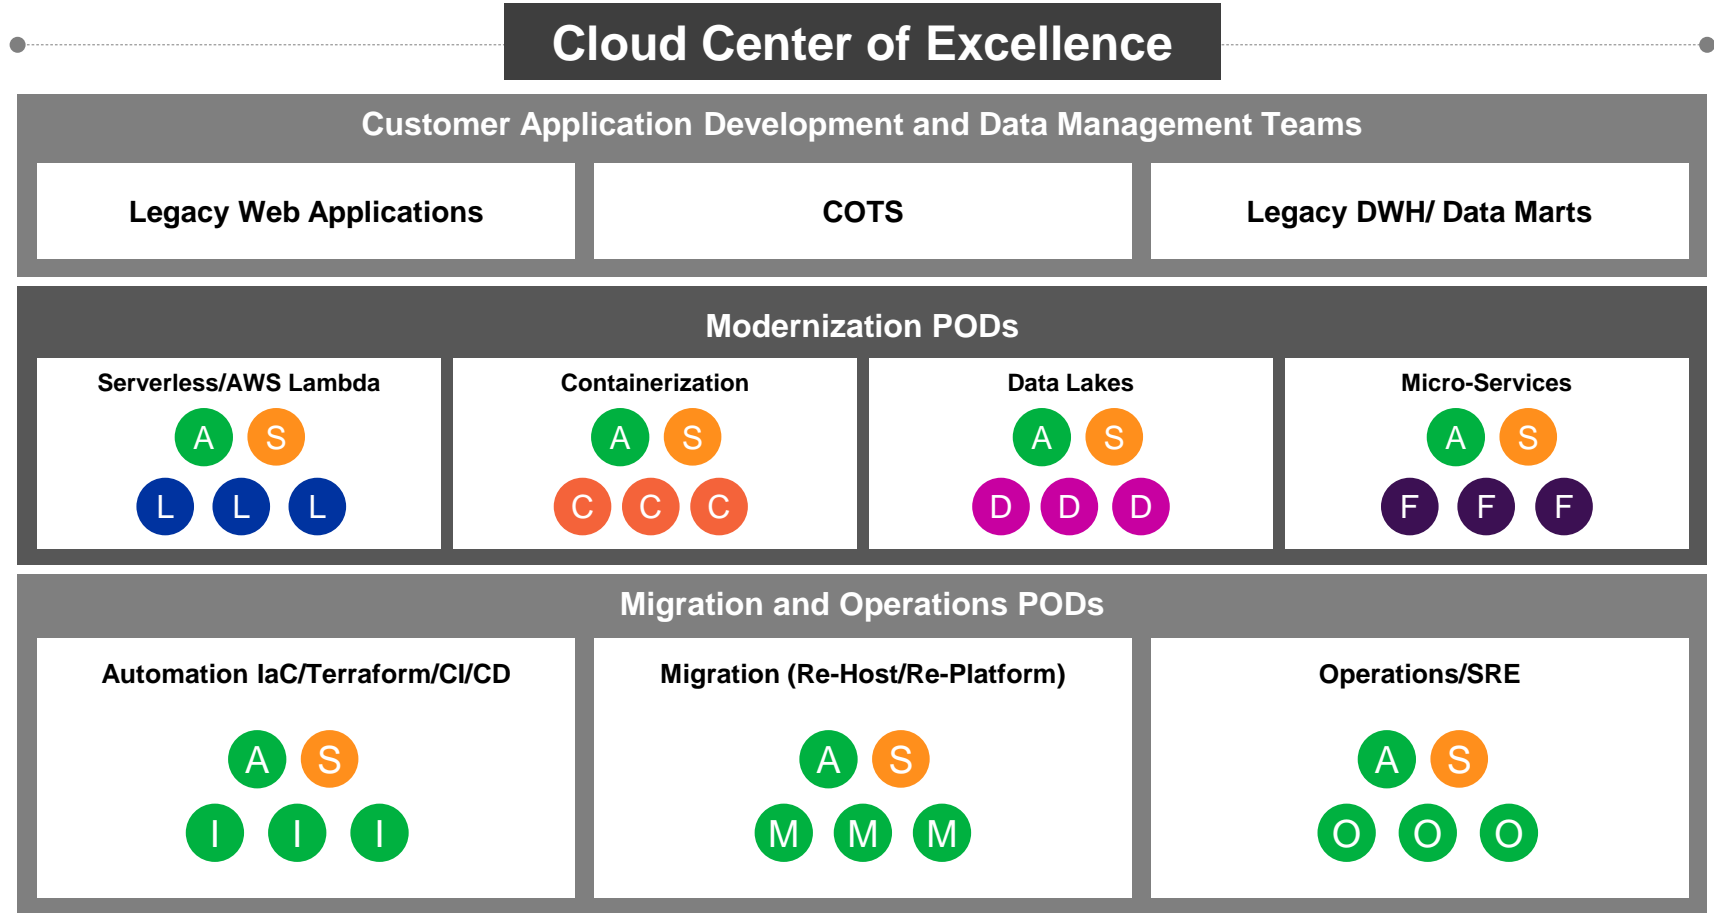 Cloud Center of Excellence
Customer Application Development and Data Management Teams
Legacy Web Applications
COTS
Legacy DWH/ Data Marts
Modernization PODs
Serverless/AWS Lambda
A S
L L L
Containerization
A S
C C C
Data Lakes
A S
D D D
Micro-Services
A S
F F F
Migration and Operations PODs
Automation IaC/Terraform/CI/CD
A S
I I I
Migration (Re-Host/Re-Platform)
A S
M M M
Operations/SRE
A S
O O O